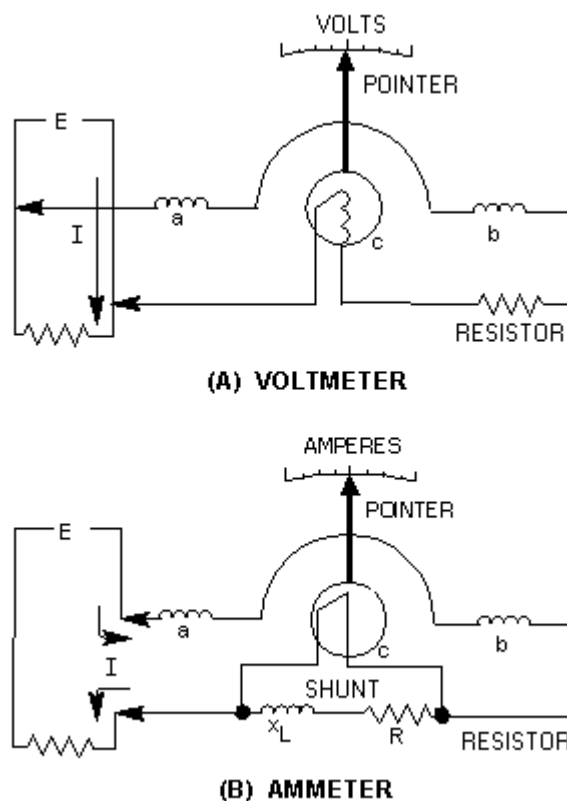 VOLTS
POINTER
E
I
a
c
b
RESISTOR
(A) VOLTMETER
AMPERES
POINTER
E
a
c
b
I
SHUNT
XL
R
RESISTOR
(B) AMMETER